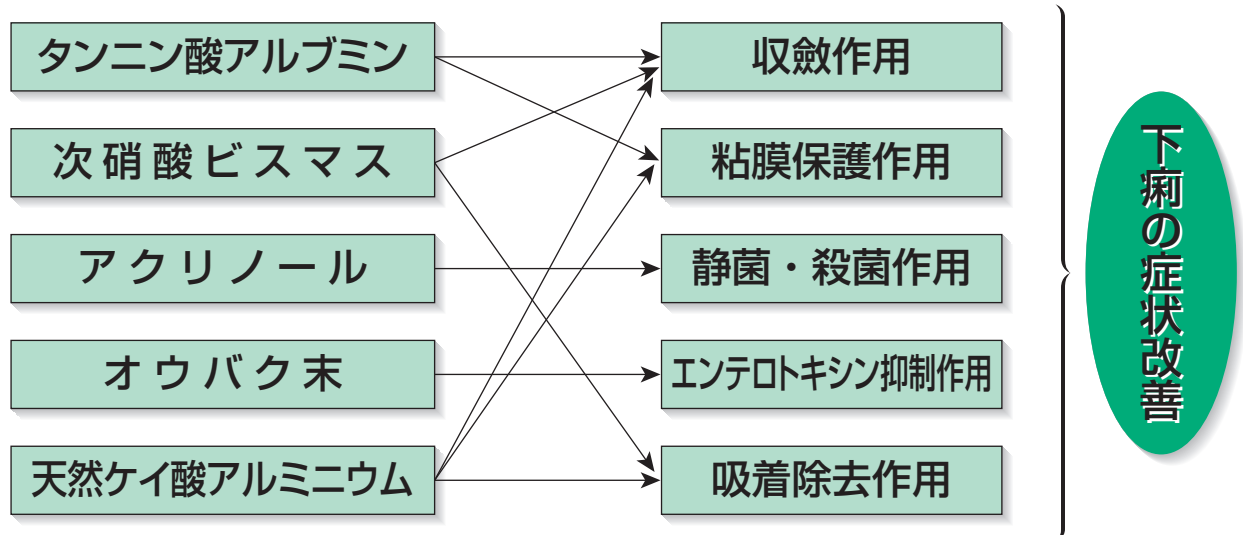 タンニン酸アルブミン
収斂作用
次硝酸ビスマス
粘膜保護作用
アクリノール
静菌・殺菌作用
オウバク末
エンテロトキシン抑制作用
天然ケイ酸アルミニウム
吸着除去作用
下痢の症状改善